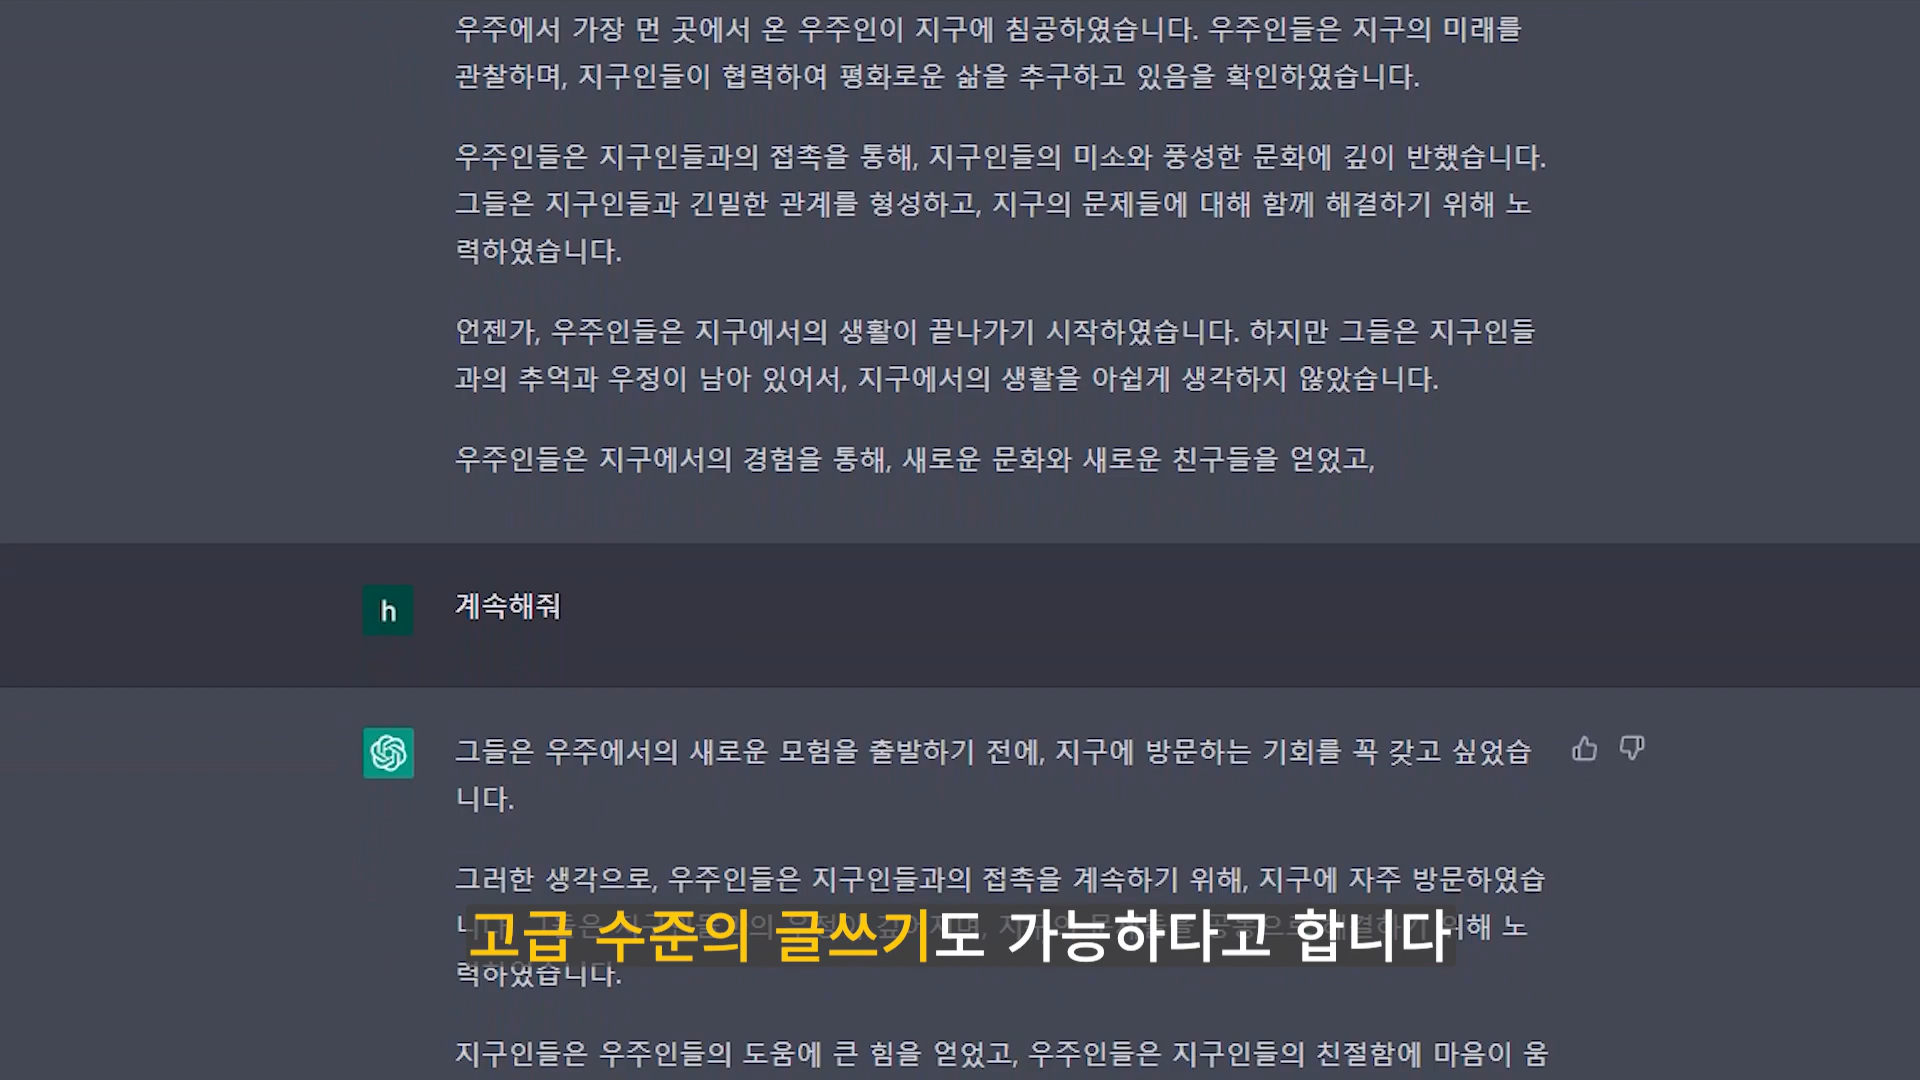 우주에서 가장 먼 곳에서 온 우주인이 지구에 침공하였습니다. 우주인들은 지구의 미래를
관찰하며, 지구인들이 협력하여 평화로운 삶을 추구하고 있음을 확인하였습니다.
우주인들은 지구인들과의 접촉을 통해, 지구인들의 미소와 풍성한 문화에 깊이 반했습니다.
그들은 지구인들과 긴밀한 관계를 형성하고, 지구의 문제들에 대해 함께 해결하기 위해 노
력하였습니다.
언젠가, 우주인들은 지구에서의 생활이 끝나가기 시작하였습니다. 하지만 그들은 지구인들
과의 추억과 우정이 남아 있어서, 지구에서의 생활을 아쉽게 생각하지 않았습니다.
우주인들은 지구에서의 경험을 통해, 새로운 문화와 새로운 친구들을 얻었고,
h
계속해줘
그들은 우주에서의 새로운 모험을 출발하기 전에, 지구에 방문하는 기회를 꼭 갖고 싶었습
니다.
그러한 생각으로, 우주인들은 지구인들과의 접촉을 계속하기 위해, 지구에 자주 방문하였습
위해 노
고급 수준의 글쓰기도 가능하다고 합니다
력하였습니다.
지구인들은 우주인들의 도움에 큰 힘을 얻었고, 우주인들은 지구인들의 친절함에 마음이 움